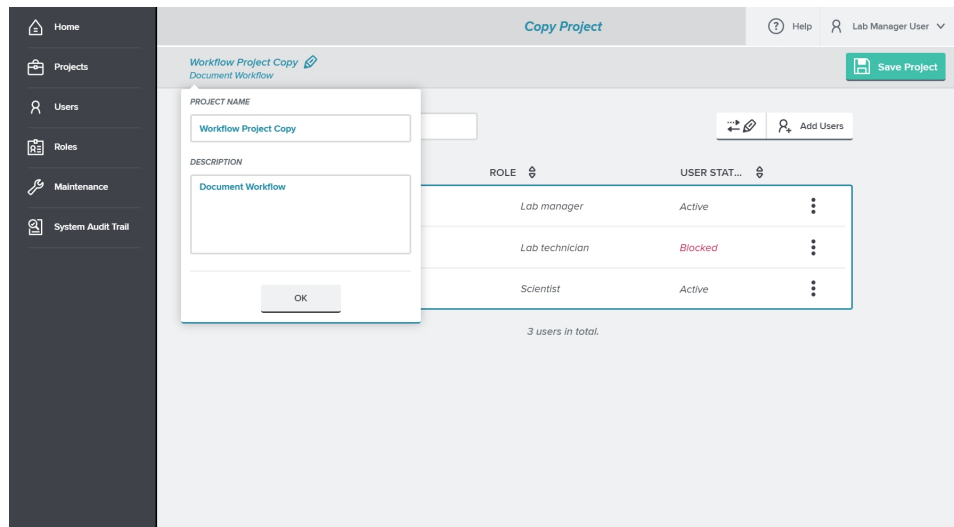 Home
Copy Project
Help
Lab Manager User
Projects
Workflow Project Copy
Document Workflow
Save Project
Users
PROJECT NAME
Workflow Project Copy
Add Users
Roles
DESCRIPTION
ROLE
USER STAT...
Maintenance
Document Workflow
Lab manager
Active
System Audit Trail
Lab technician
Blocked
Scientist
Active
OK
3 users in total.